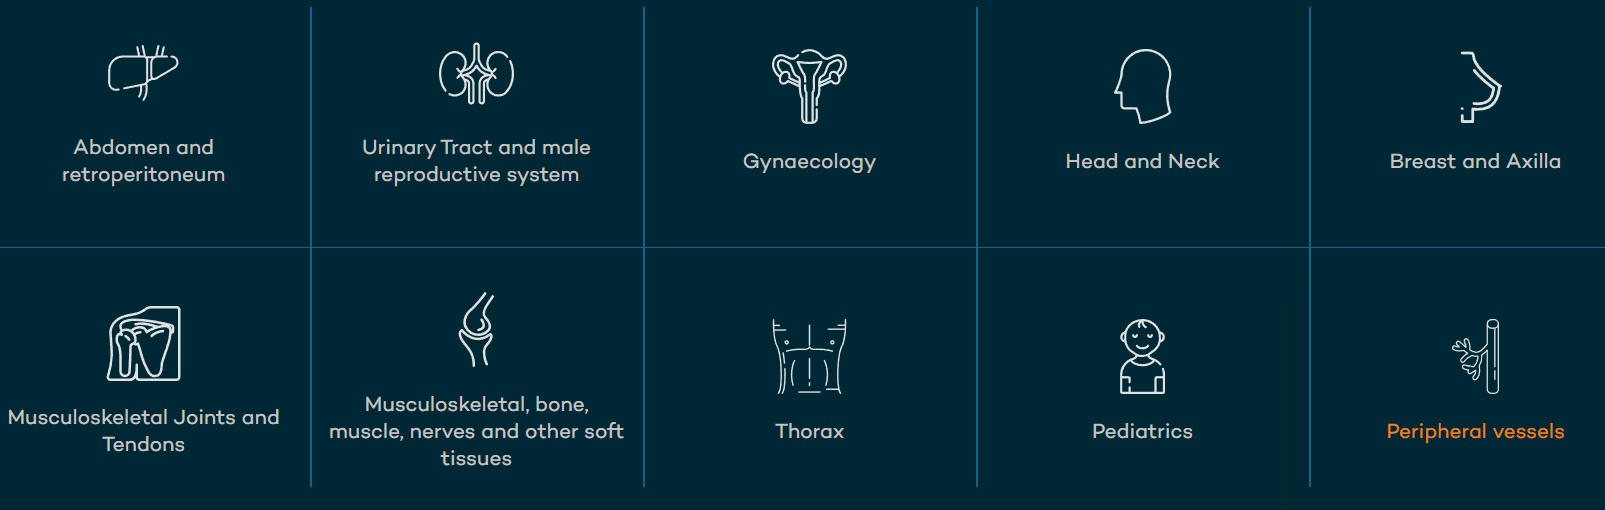 Abdomen and
retroperitoneum
Urinary Tract and male
reproductive system
Gynaecology
Head and Neck
Breast and Axilla
Musculoskeletal Joints and
Tendons
Musculoskeletal, bone,
muscle, nerves and other soft
tissues
Thorax
Pediatrics
Peripheral vessels